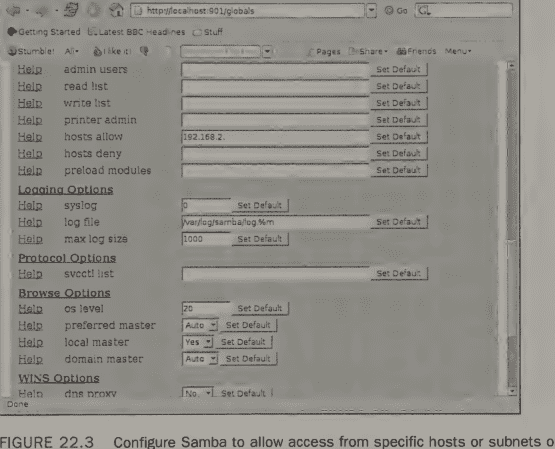 http://localhost:901/globals Go
Getting Started Latest BBC Headlines Stuff
Stumble! All I like it! Pages Share Friends Menu
Help admin users Set Default
Help read list Set Default
Help write list Set Default
Help printer admin Set Default
Help hosts allow 192.168.2. Set Default
Help hosts deny Set Default
Help preload modules Set Default
Logging Options
Help syslog 0 Set Default
Help log file /var/log/samba/log.%m Set Default
Help max log size 1000 Set Default
Protocol Options
Help svcctl list Set Default
Browse Options
Help os level 20 Set Default
Help preferred master Auto Set Default
Help local master Yes Set Default
Help domain master Auto Set Default
WINS Options
Help dns proxy No Set Default
Done
FIGURE 22.3 Configure Samba to allow access from specific hosts or subnets o